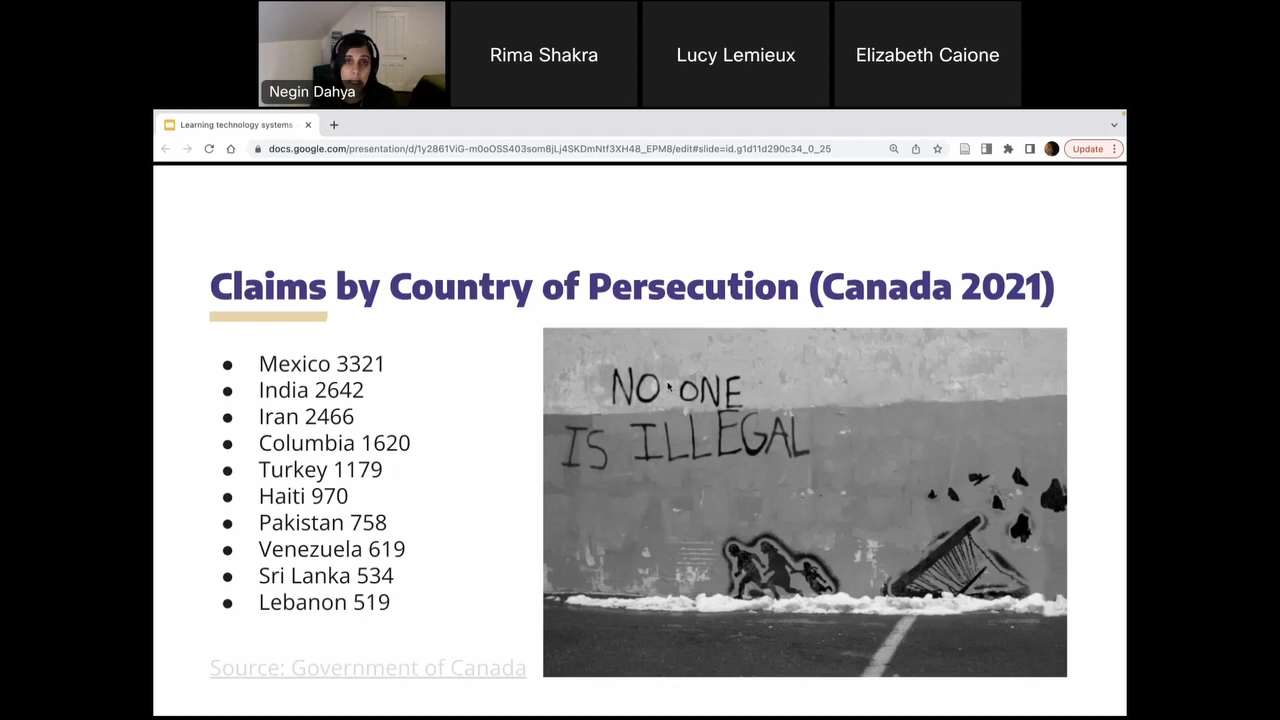 Rima Shakra
Lucy Lemieux
Elizabeth Caione
Negin Dahya
Learning technology systems
docs.google.com/presentation/d/1y2861ViG-m0oOSS403som8jLj4SKDmNtf3XH48_EPM8/edit#slide=id.g1d11d290c34_0_25
Update
Claims by Country of Persecution (Canada 2021)
Mexico 3321
India 2642
Iran 2466
Columbia 1620
Turkey 1179
Haiti 970
Pakistan 758
Venezuela 619
Sri Lanka 534
Lebanon 519
NO ONE
IS ILLEGAL
Source: Government of Canada